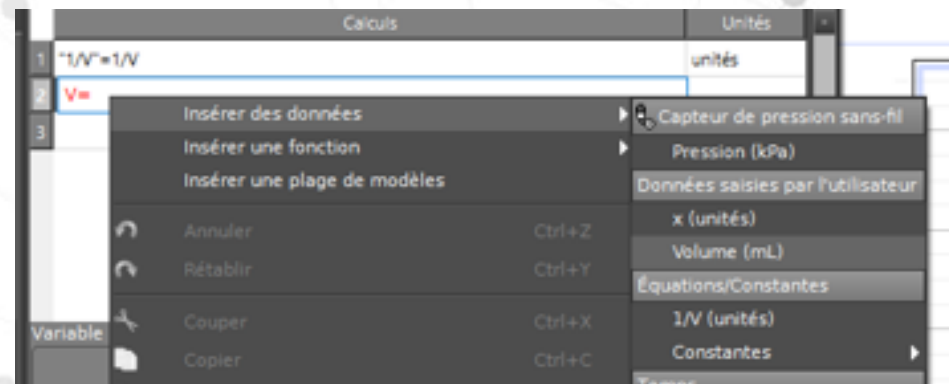 Calculs Unités
1 "1/V"=1/V unités
2 V=
3
Insérer des données
Insérer une fonction
Insérer une plage de modèles
Annuler Ctrl+Z
Rétablir Ctrl+Y
Couper Ctrl+X
Copier Ctrl+C
Capteur de pression sans-fil
Pression (kPa)
Données saisies par l'utilisateur
x (unités)
Volume (mL)
Équations/Constantes
1/V (unités)
Constantes
Temps
Variable